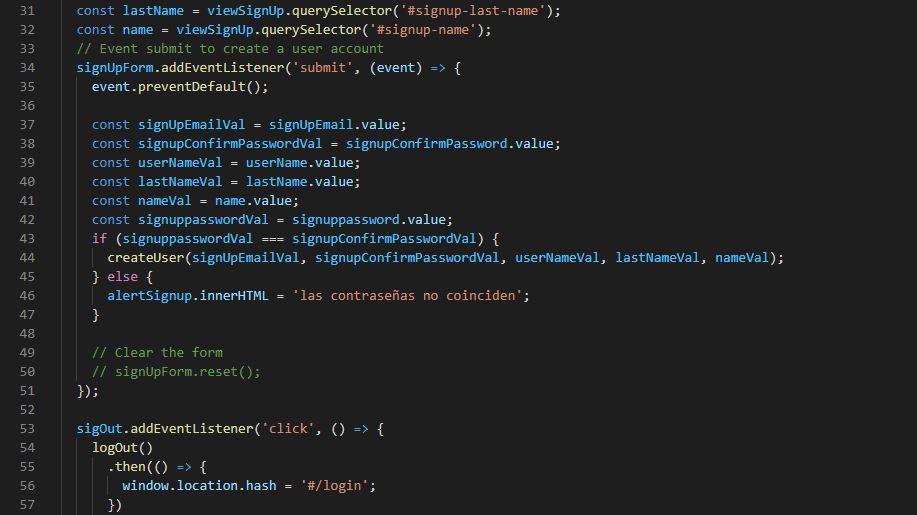 31 const lastName = viewSignUp.querySelector('#signup-last-name');
32 const name = viewSignUp.querySelector('#signup-name');
33 // Event submit to create a user account
34 signUpForm.addEventListener('submit', (event) => {
35 event.preventDefault();
36
37 const signUpEmailVal = signUpEmail.value;
38 const signupConfirmPasswordVal = signupConfirmPassword.value;
39 const userNameVal = userName.value;
40 const lastNameVal = lastName.value;
41 const nameVal = name.value;
42 const signuppasswordVal = signuppassword.value;
43 if (signuppasswordVal === signupConfirmPasswordVal) {
44 createUser(signUpEmailVal, signupConfirmPasswordVal, userNameVal, lastNameVal, nameVal);
45 } else {
46 alertSignup.innerHTML = 'las contraseñas no coinciden';
47 }
48
49 // Clear the form
50 // signUpForm.reset();
51 });
52
53 sigOut.addEventListener('click', () => {
54 logOut()
55 .then(() => {
56 window.location.hash = '#/login';
57 })